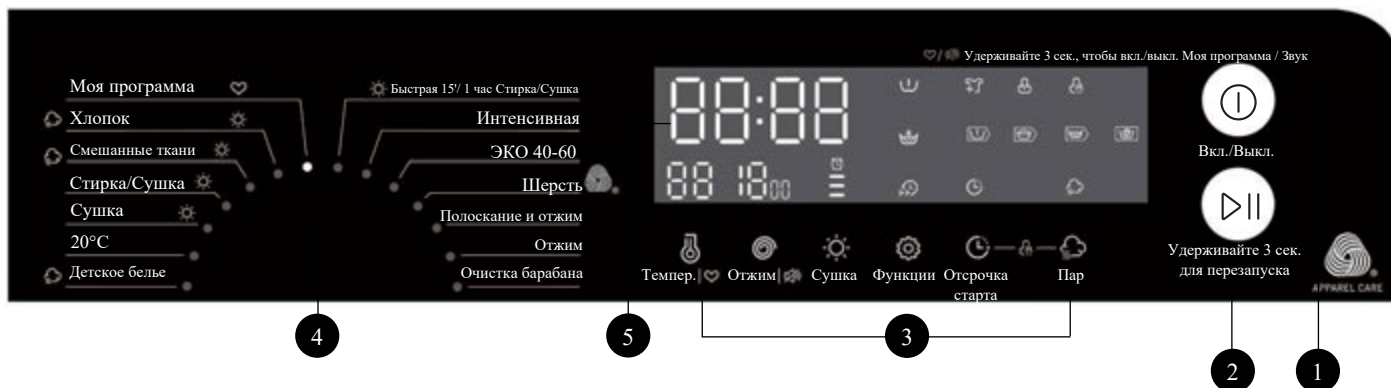 ♡/ Удерживайте 3 сек., чтобы вкл./выкл. Моя программа / Звук
Моя программа
Хлопок
Смешанные ткани
Стирка/Сушка
Сушка
20°C
Детское белье
Быстрая 15'/ 1 час Стирка/Сушка
Интенсивная
ЭКО 40-60
Шерсть
Полоскание и отжим
Отжим
Очистка барабана
88:88
88 1800
Темпер.
Отжим
Сушка
Функции
Отсрочка
старта
Пар
Вкл./Выкл.
Удерживайте 3 сек.
для перезапуска
APPAREL CARE
4
5
3
2
1